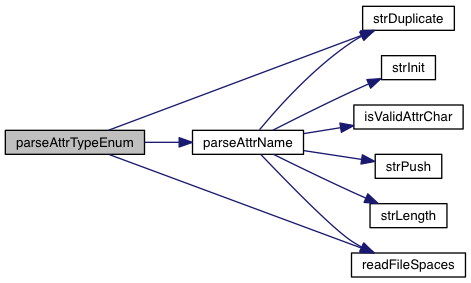 strDuplicate
strInit
isValidAttrChar
parseAttrTypeEnum
parseAttrName
strPush
strLength
readFileSpaces